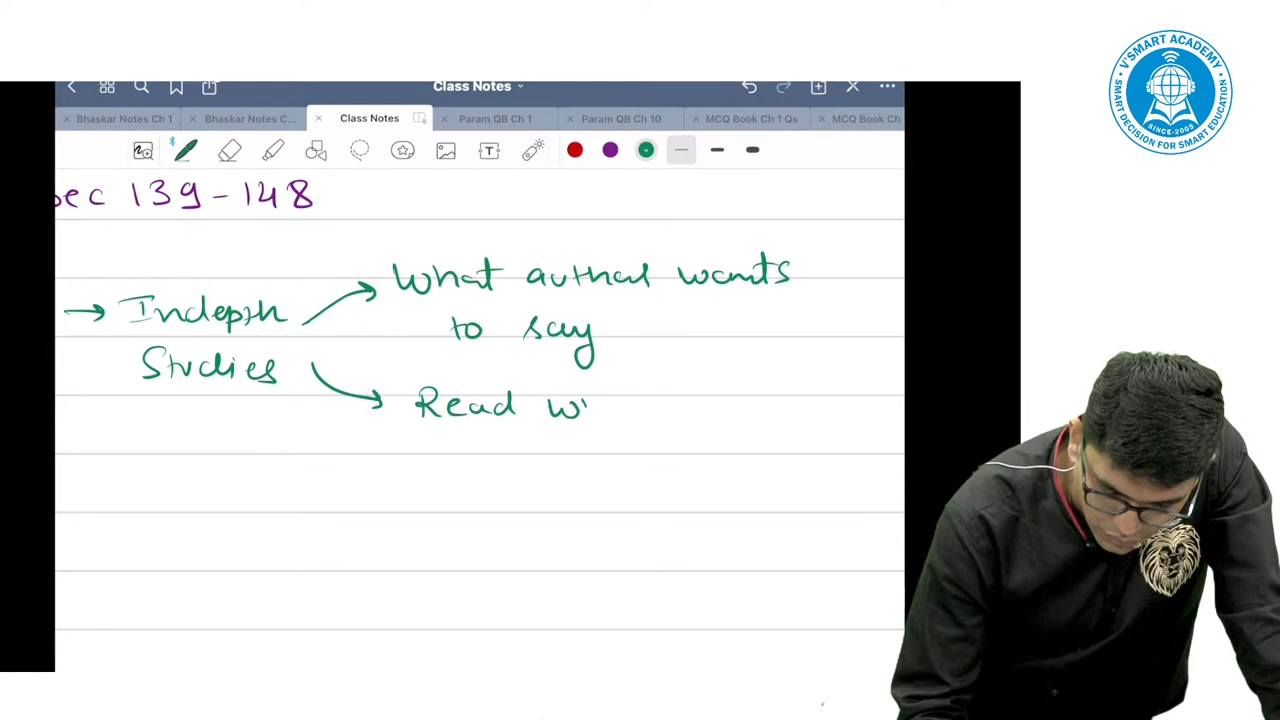 V'SMART ACADEMY
SMART DECISION FOR SMART EDUCATION
SINCE-2005
Class Notes
Bhaskar Notes Ch 1
Bhaskar Notes C...
Class Notes
Param QB Ch 1
Param QB Ch 10
MCQ Book Ch 1 Qs
MCQ Book Ch
ec 139-148
→ Indepth
Studies
What author wants
to say
Read wi